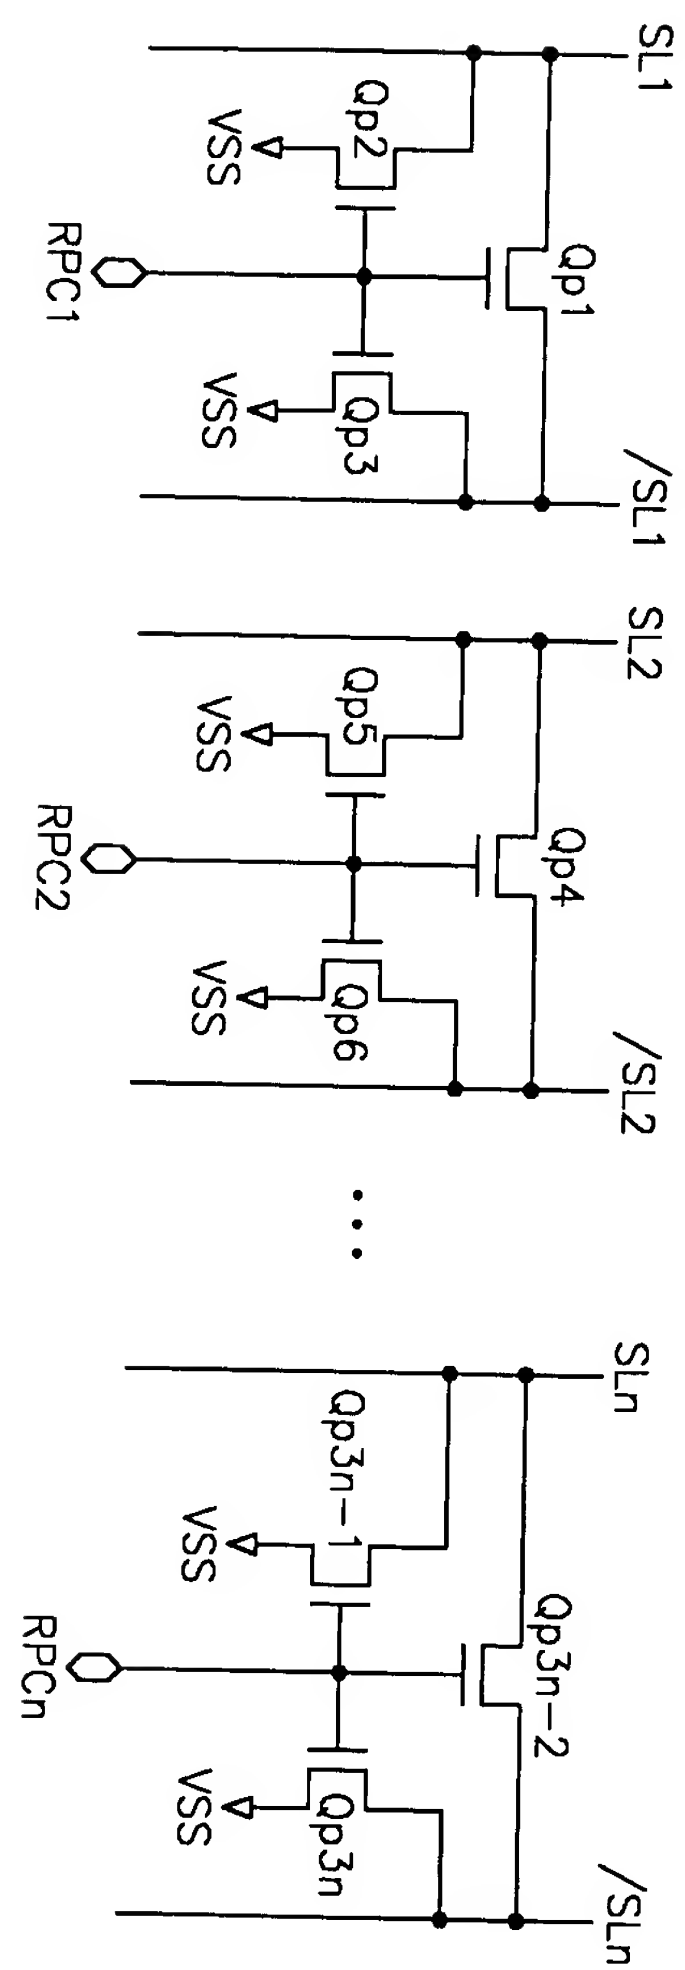 SL1
/SL1
Qp1
Qp2
Qp3
VSS
VSS
RPC1
SL2
/SL2
Qp4
Qp5
Qp6
VSS
VSS
RPC2
SLn
/SLn
Qp3n-2
Qp3n-1
Qp3n
VSS
VSS
RPCn